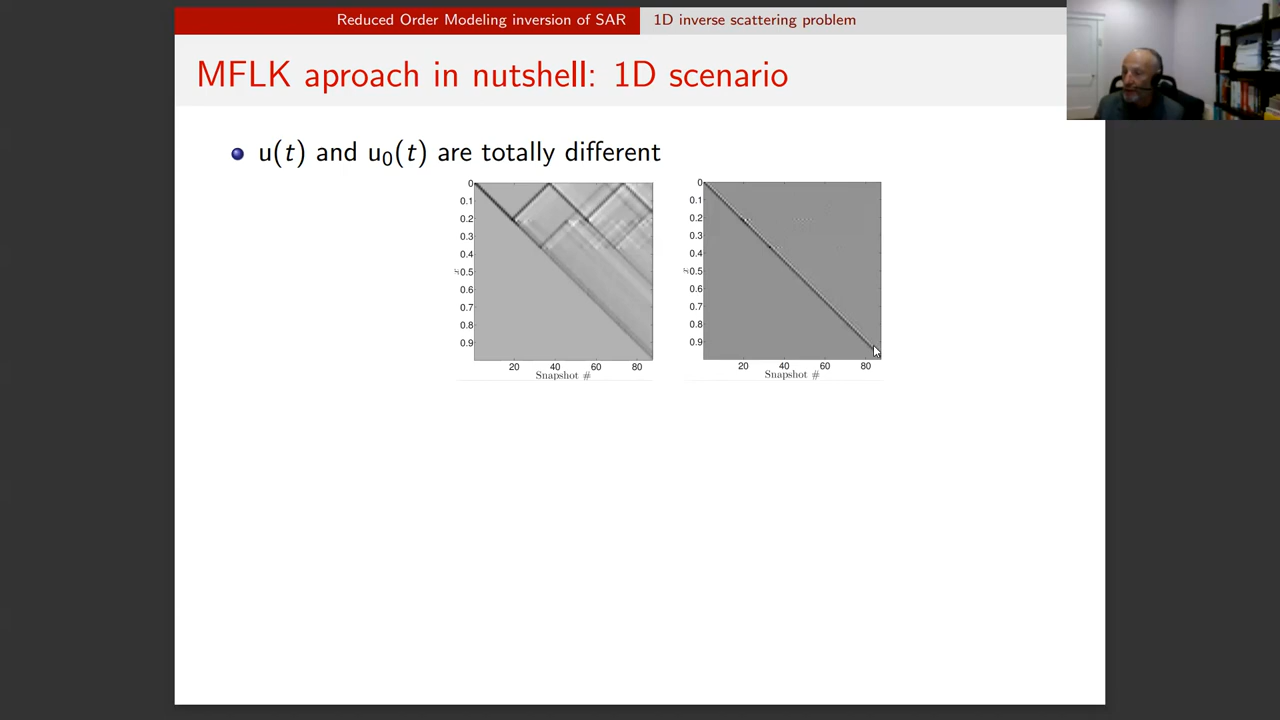 Reduced Order Modeling inversion of SAR 1D inverse scattering problem
MFLK aproach in nutshell: 1D scenario
u(t) and u₀(t) are totally different
0
0.1
0.2
0.3
0.4
0.5
0.6
0.7
0.8
0.9
x
20 40 60 80
Snapshot #
0
0.1
0.2
0.3
0.4
0.5
0.6
0.7
0.8
0.9
x
20 40 60 80
Snapshot #